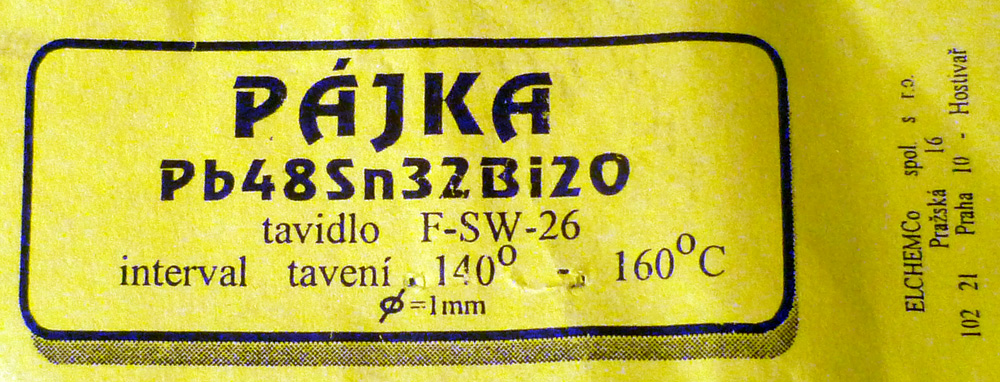 PÁJKA
Pb48Sn32Bi20
tavidlo F-SW-26
interval tavení 140° - 160°C
ϕ=1mm
ELCHEMCo spol. s r.o.
Pražská 16
102 21 Praha 10 - Hostivař